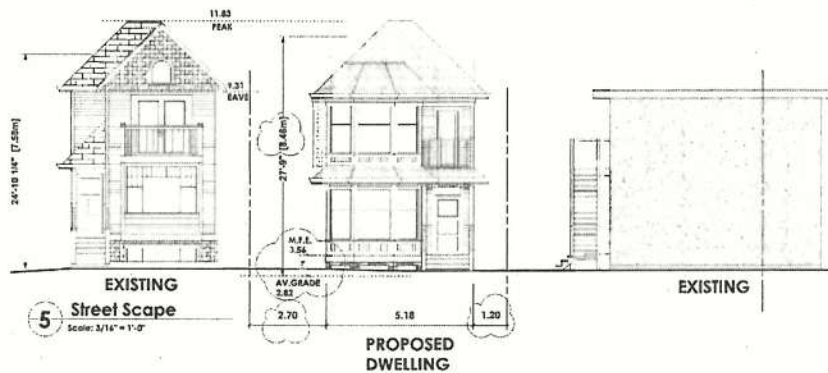 11.83
PEAK
9.31
EAVE
24'-10 1/4" [7.58m]
27'-9" [8.46m]
M.F.E.
3.56
AV.GRADE
2.82
EXISTING
EXISTING
5
Street Scape
Scale: 3/16" = 1'-0"
2.70
5.18
1.20
PROPOSED
DWELLING